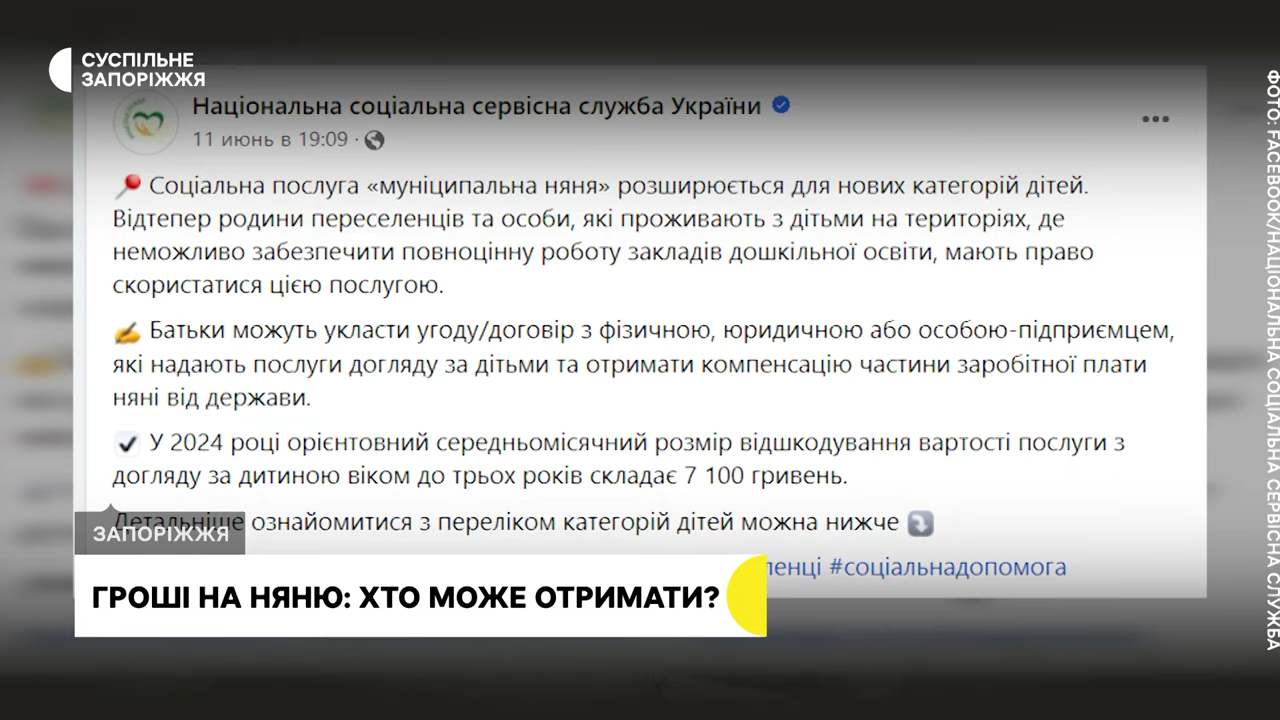 СУСПІЛЬНЕ
ЗАПОРІЖЖЯ
Національна соціальна сервісна служба України
11 июнь в 19:09 ·
Соціальна послуга «муніципальна няня» розширюється для нових категорій дітей.
Відтепер родини переселенців та особи, які проживають з дітьми на територіях, де
неможливо забезпечити повноцінну роботу закладів дошкільної освіти, мають право
скористатися цією послугою.
Батьки можуть укласти угоду/договір з фізичною, юридичною або особою-підприємцем,
які надають послуги догляду за дітьми та отримати компенсацію частини заробітної плати
няні від держави.
У 2024 році орієнтовний середньомісячний розмір відшкодування вартості послуги з
догляду за дитиною віком до трьох років складає 7 100 гривень.
Детальніше ознайомитися з переліком категорій дітей можна нижче
ленці #соціальнадопомога
ЗАПОРІЖЖЯ
ГРОШІ НА НЯНЮ: ХТО МОЖЕ ОТРИМАТИ?
ФОТО: FACEBOOK/НАЦІОНАЛЬНА СОЦІАЛЬНА СЕРВІСНА СЛУЖБА